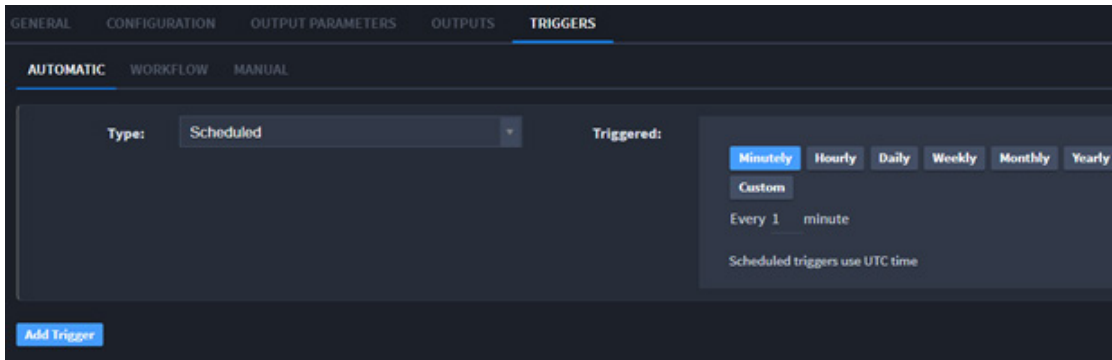 GENERAL CONFIGURATION OUTPUT PARAMETERS OUTPUTS TRIGGERS
AUTOMATIC WORKFLOW MANUAL
Type: Scheduled Triggered:
Minutely Hourly Daily Weekly Monthly Yearly
Custom
Every 1 minute
Scheduled triggers use UTC time
Add Trigger